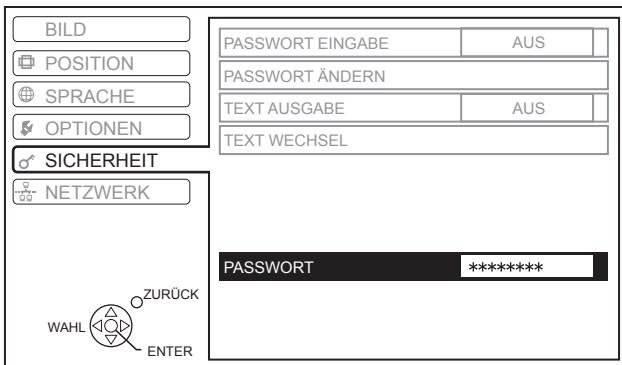 BILD
POSITION
SPRACHE
OPTIONEN
SICHERHEIT
NETZWERK
PASSWORT EINGABE AUS
PASSWORT ÄNDERN
TEXT AUSGABE AUS
TEXT WECHSEL
PASSWORT ********
ZURÜCK
WAHL
ENTER